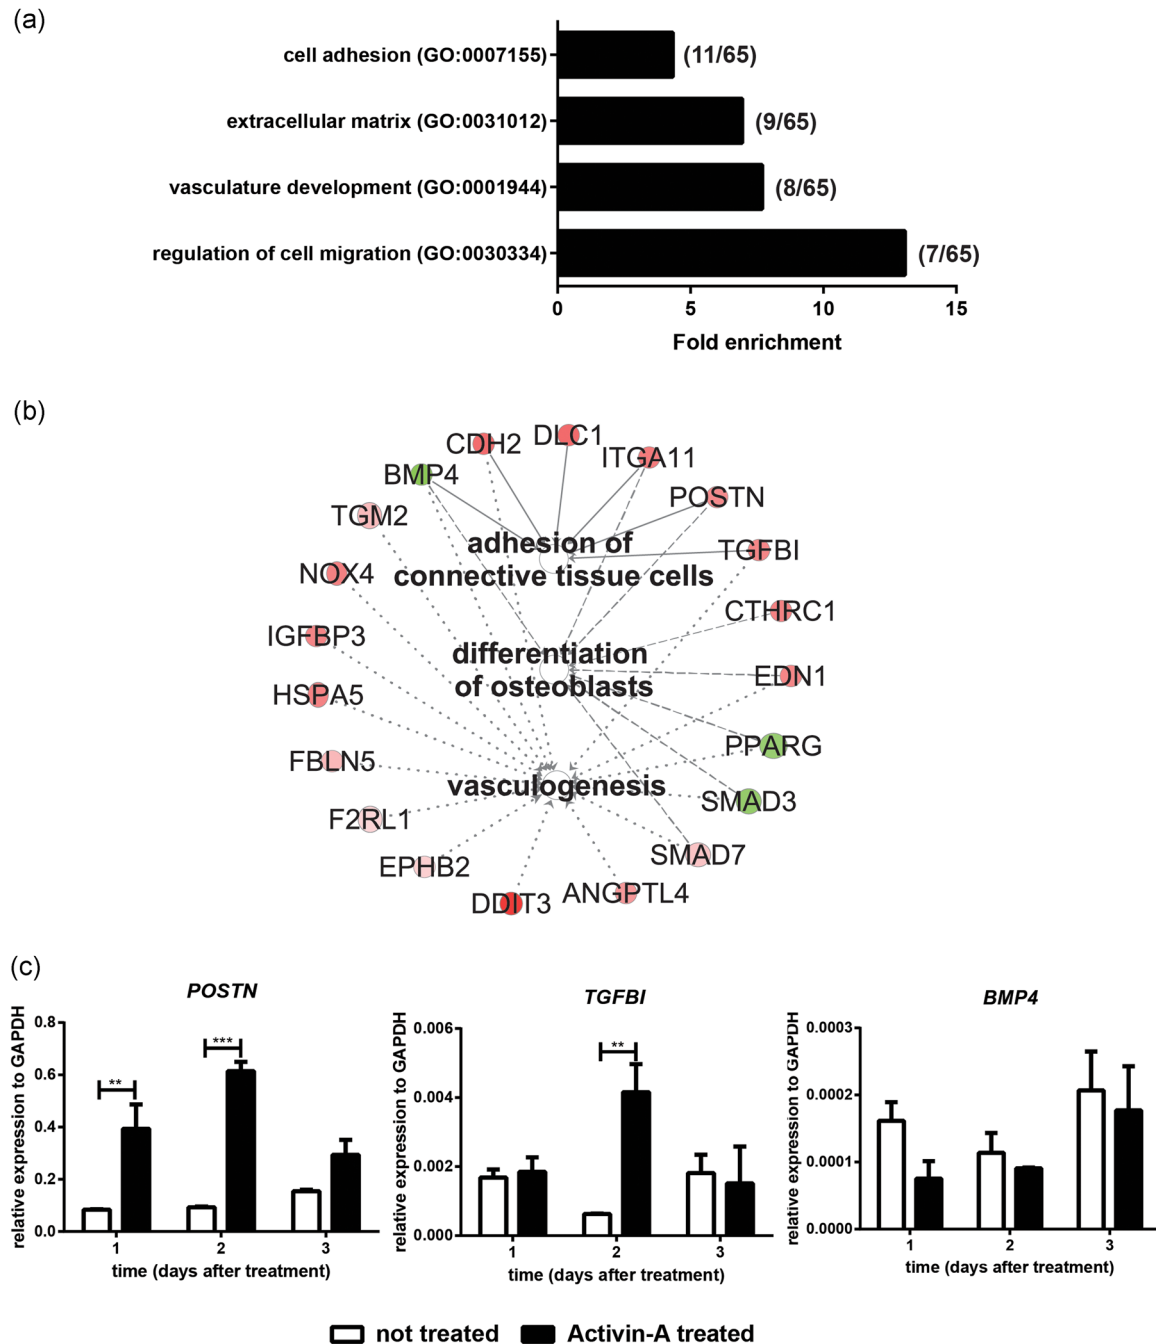 (a)
cell adhesion (GO:0007155)
(11/65)
extracellular matrix (GO:0031012)
(9/65)
vasculature development (GO:0001944)
(8/65)
regulation of cell migration (GO:0030334)
(7/65)
0 5 10 15
Fold enrichment
(b)
DLC1
CDH2
ITGA11
BMP4
POSTN
TGM2
adhesion of
connective tissue cells
TGFBI
NOX4
CTHRC1
IGFBP3
differentiation
of osteoblasts
EDN1
HSPA5
PPARG
FBLN5
vasculogenesis
SMAD3
F2RL1
SMAD7
EPHB2
ANGPTL4
DDIT3
(c)
POSTN
relative expression to GAPDH
0.8
0.6
0.4
0.2
0.0
**
***
1 2 3
time (days after treatment)
TGFBI
relative expression to GAPDH
0.006
0.004
0.002
0.000
**
1 2 3
time (days after treatment)
BMP4
relative expression to GAPDH
0.0003
0.0002
0.0001
0.0000
1 2 3
time (days after treatment)
not treated
Activin-A treated